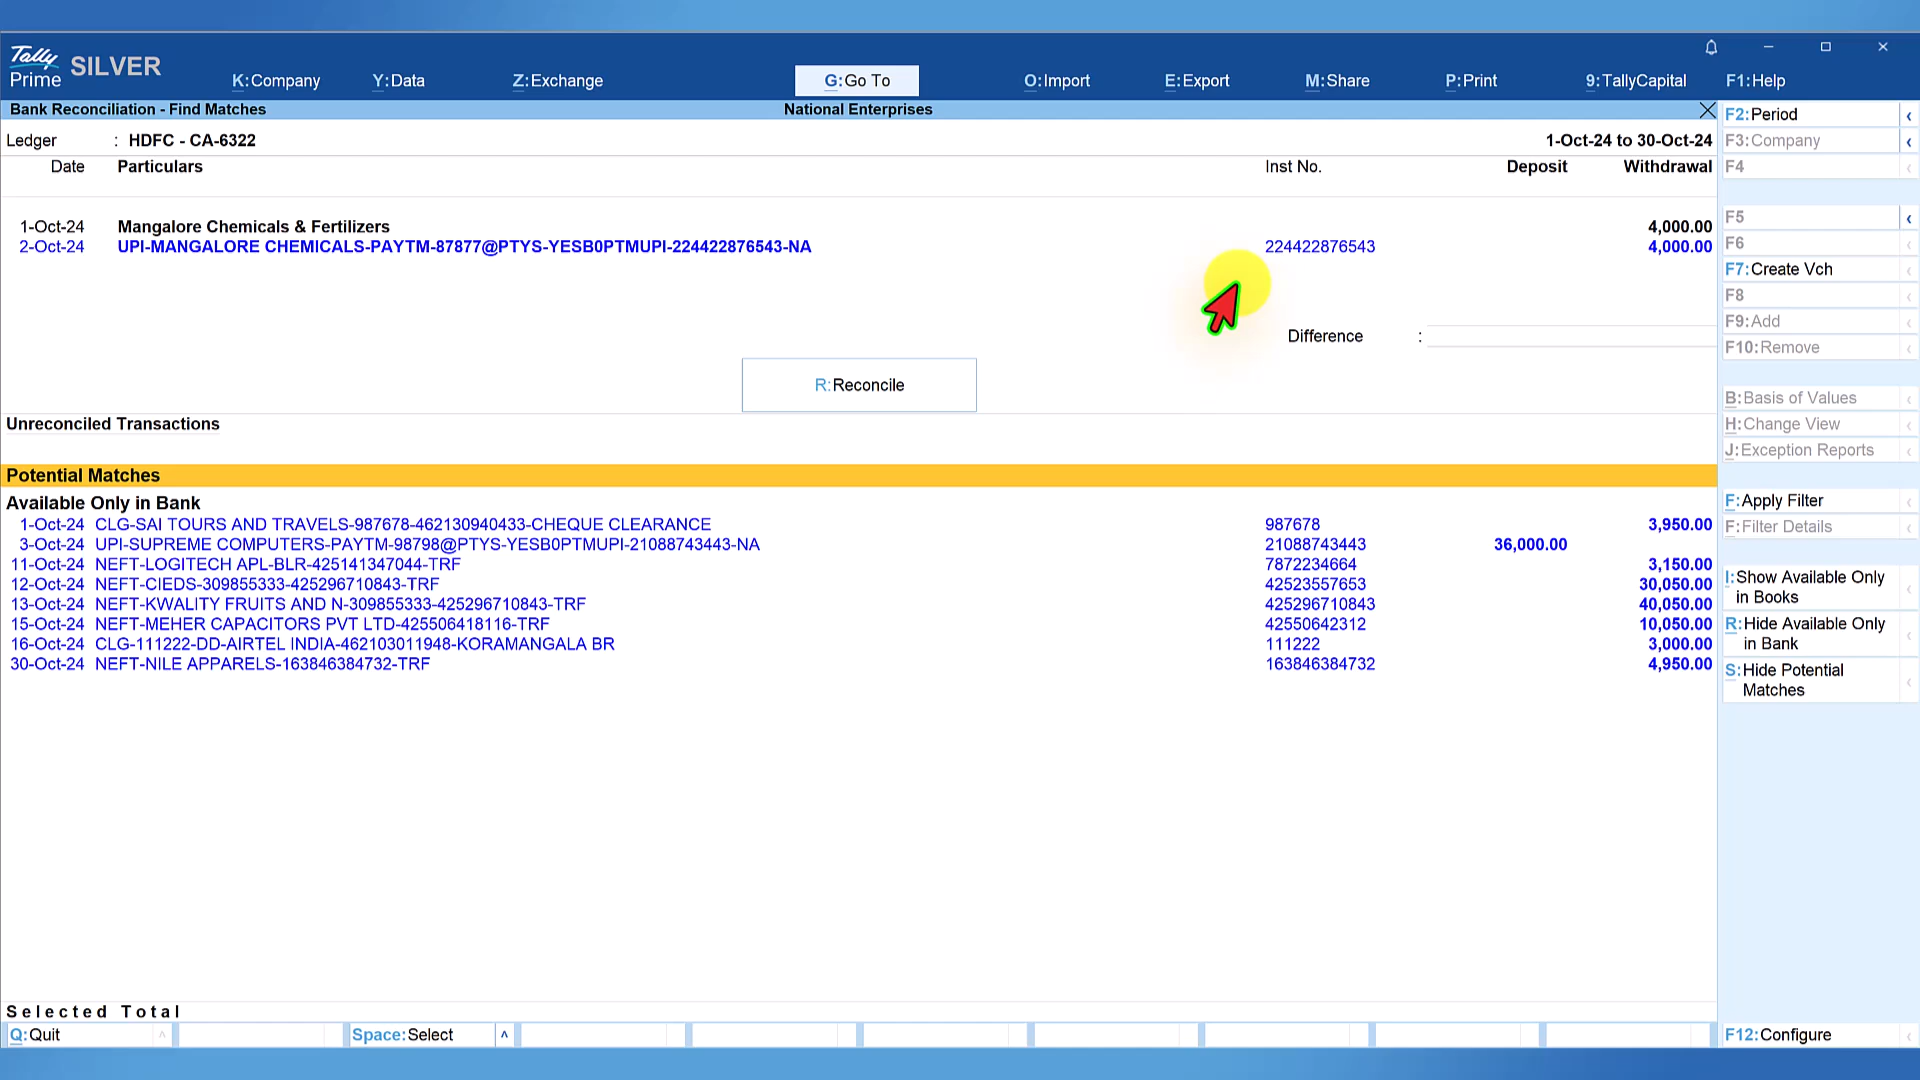 Tally
Prime SILVER
K:Company Y:Data Z:Exchange G:Go To O:Import E:Export M:Share P:Print 9:TallyCapital F1:Help
Bank Reconciliation - Find Matches National Enterprises
Ledger : HDFC - CA-6322 1-Oct-24 to 30-Oct-24
Date Particulars Inst No. Deposit Withdrawal
1-Oct-24 Mangalore Chemicals & Fertilizers 4,000.00
2-Oct-24 UPI-MANGALORE CHEMICALS-PAYTM-87877@PTYS-YESB0PTMUPI-224422876543-NA 224422876543 4,000.00
Difference :
R:Reconcile
Unreconciled Transactions
Potential Matches
Available Only in Bank
1-Oct-24 CLG-SAI TOURS AND TRAVELS-987678-462130940433-CHEQUE CLEARANCE 987678 3,950.00
3-Oct-24 UPI-SUPREME COMPUTERS-PAYTM-98798@PTYS-YESB0PTMUPI-21088743443-NA 21088743443 36,000.00
11-Oct-24 NEFT-LOGITECH APL-BLR-425141347044-TRF 7872234664 3,150.00
12-Oct-24 NEFT-CIEDS-309855333-425296710843-TRF 42523557653 30,050.00
13-Oct-24 NEFT-KWALITY FRUITS AND N-309855333-425296710843-TRF 425296710843 40,050.00
15-Oct-24 NEFT-MEHER CAPACITORS PVT LTD-425506418116-TRF 42550642312 10,050.00
16-Oct-24 CLG-111222-DD-AIRTEL INDIA-462103011948-KORAMANGALA BR 111222 3,000.00
30-Oct-24 NEFT-NILE APPARELS-163846384732-TRF 163846384732 4,950.00
Selected Total
Q:Quit Space:Select
F2:Period
F3:Company
F4
F5
F6
F7:Create Vch
F8
F9:Add
F10:Remove
B:Basis of Values
H:Change View
J:Exception Reports
F:Apply Filter
F:Filter Details
I:Show Available Only
in Books
R:Hide Available Only
in Bank
S:Hide Potential
Matches
F12:Configure